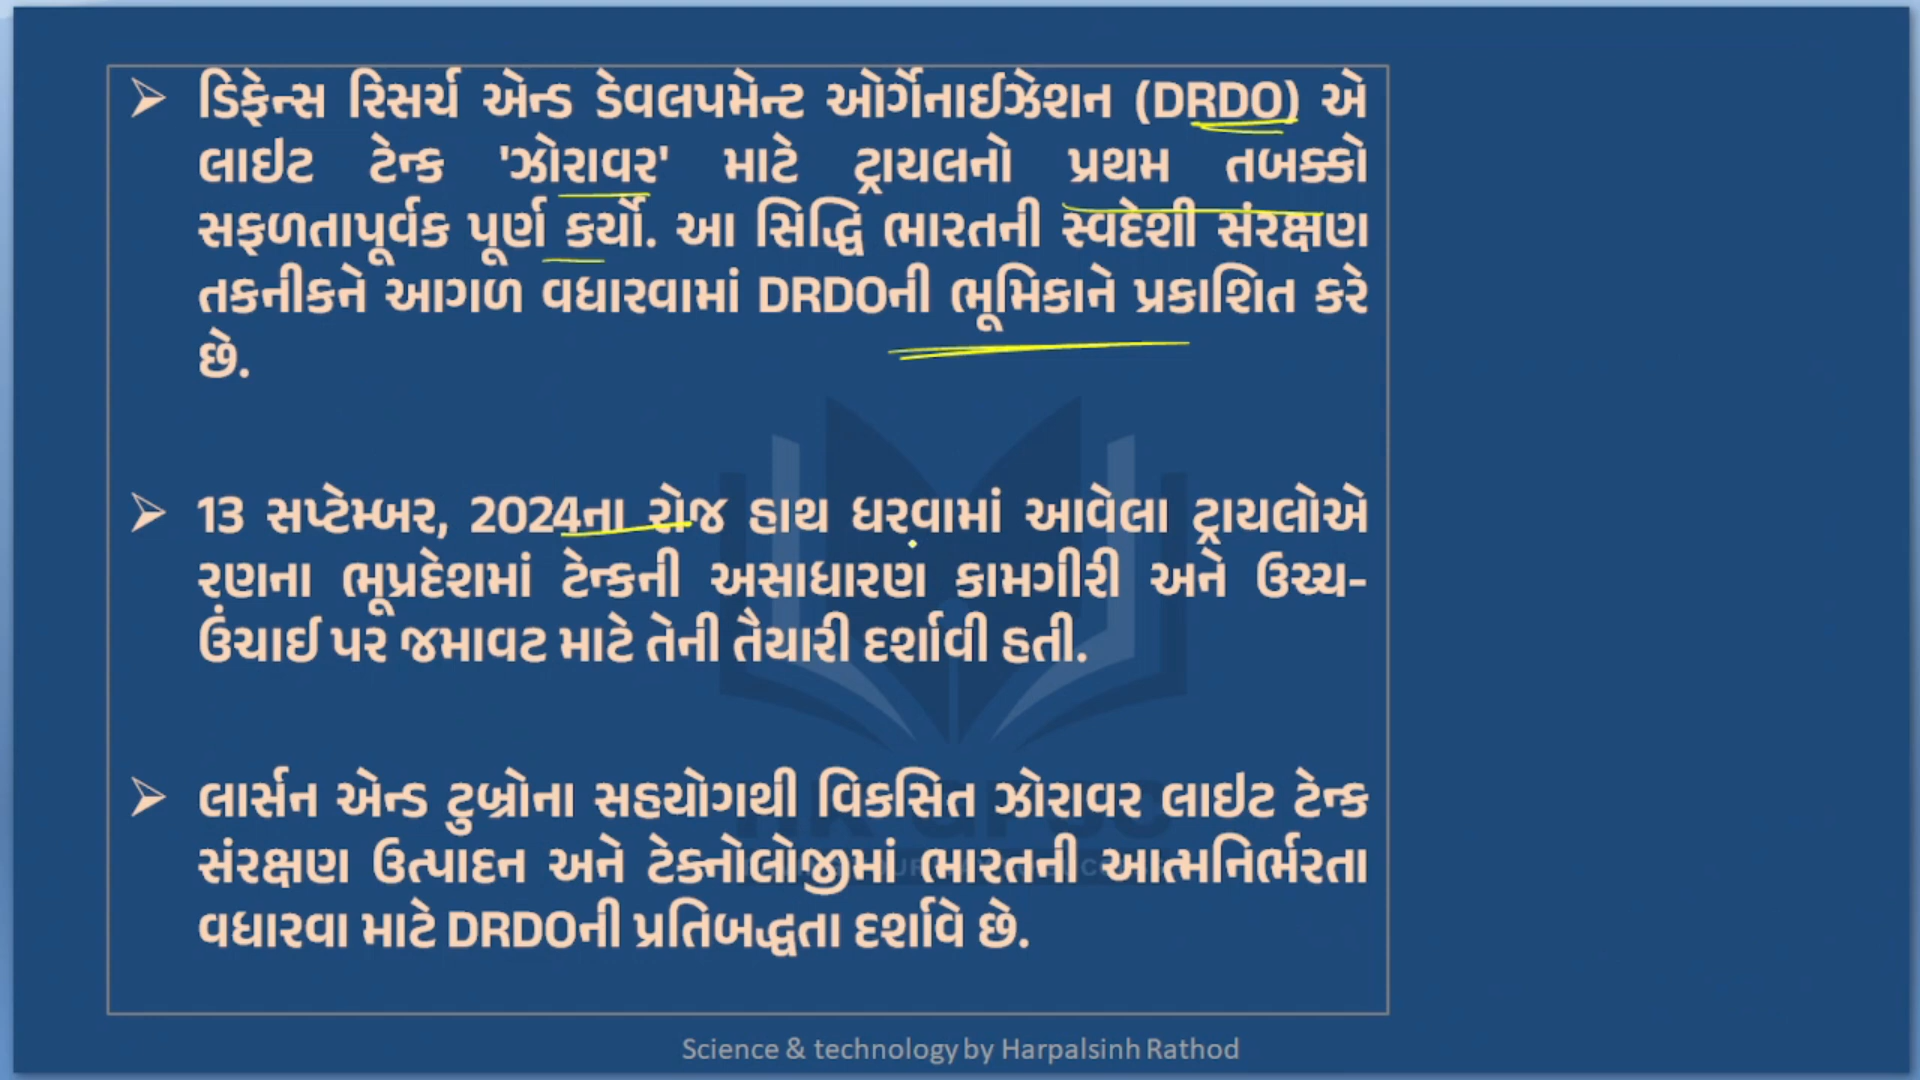 ➢ ડિફેન્સ રિસર્ચ એન્ડ ડેવલપમેન્ટ ઓર્ગેનાઈઝેશન (DRDO) એ
લાઇટ ટેન્ક 'ઝોરાવર' માટે ટ્રાયલનો પ્રથમ તબક્કો
સફળતાપૂર્વક પૂર્ણ કર્યો. આ સિદ્ધિ ભારતની સ્વદેશી સંરક્ષણ
તકનીકને આગળ વધારવામાં DRDOની ભૂમિકાને પ્રકાશિત કરે
છે.
➢ 13 સપ્ટેમ્બર, 2024ના રોજ હાથ ધરવામાં આવેલા ટ્રાયલોએ
રણના ભૂપ્રદેશમાં ટેન્કની અસાધારણ કામગીરી અને ઉચ્ચ-
ઉંચાઈ પર જમાવટ માટે તેની તૈયારી દર્શાવી હતી.
➢ લાર્સન એન્ડ ટુબ્રોના સહયોગથી વિકસિત ઝોરાવર લાઇટ ટેન્ક
સંરક્ષણ ઉત્પાદન અને ટેક્નોલોજીમાં ભારતની આત્મનિર્ભરતા
વધારવા માટે DRDOની પ્રતિબદ્ધતા દર્શાવે છે.
Science & technology by Harpalsinh Rathod